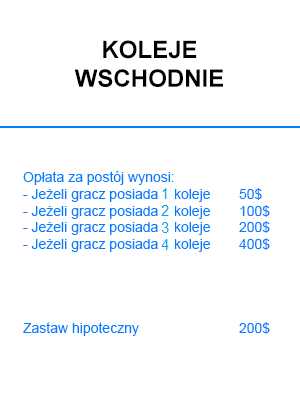 KOLEJE
WSCHODNIE
Opłata za postój wynosi:
- Jeżeli gracz posiada 1 koleje 50$
- Jeżeli gracz posiada 2 koleje 100$
- Jeżeli gracz posiada 3 koleje 200$
- Jeżeli gracz posiada 4 koleje 400$
Zastaw hipoteczny 200$